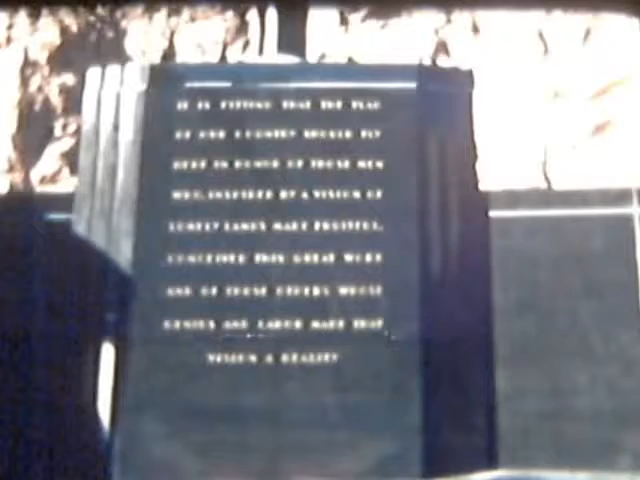 IT IS FITTING THAT THE FLAG
OF OUR COUNTRY SHOULD FLY
HERE IN HONOR OF THOSE MEN
WHO, INSPIRED BY A VISION OF
LONELY LANDS MADE FRUITFUL,
CONCEIVED THIS GREAT WORK
AND OF THOSE OTHERS WHOSE
GENIUS AND LABOR MADE THAT
VISION A REALITY